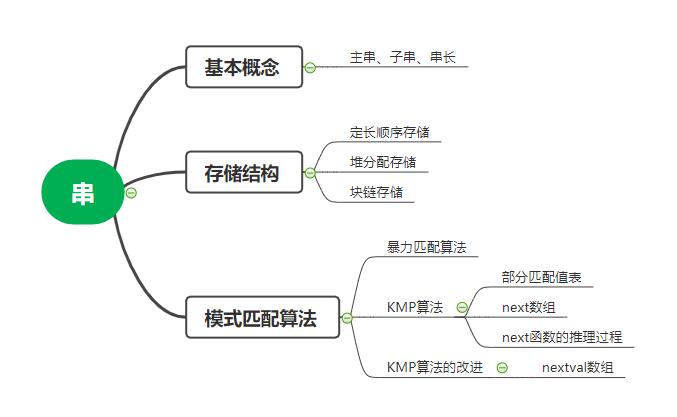 串
基本概念
主串、子串、串长
存储结构
定长顺序存储
堆分配存储
块链存储
模式匹配算法
暴力匹配算法
KMP算法
部分匹配值表
next数组
next函数的推理过程
KMP算法的改进
nextval数组